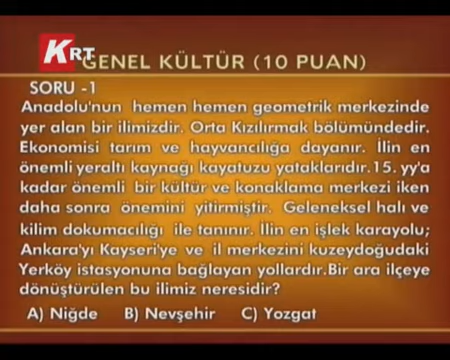 KRT
GENEL KÜLTÜR (10 PUAN)
SORU -1
Anadolu'nun hemen hemen geometrik merkezinde
yer alan bir ilimizdir. Orta Kızılırmak bölümündedir.
Ekonomisi tarım ve hayvancılığa dayanır. İlin en
önemli yeraltı kaynağı kayatuzu yataklarıdır.15. yy'a
kadar önemli bir kültür ve konaklama merkezi iken
daha sonra önemini yitirmiştir. Geleneksel halı ve
kilim dokumacılığı ile tanınır. İlin en işlek karayolu;
Ankara'yı Kayseri'ye ve il merkezini kuzeydoğudaki
Yerköy istasyonuna bağlayan yollardır.Bir ara ilçeye
dönüştürülen bu ilimiz neresidir?
A) Niğde B) Nevşehir C) Yozgat